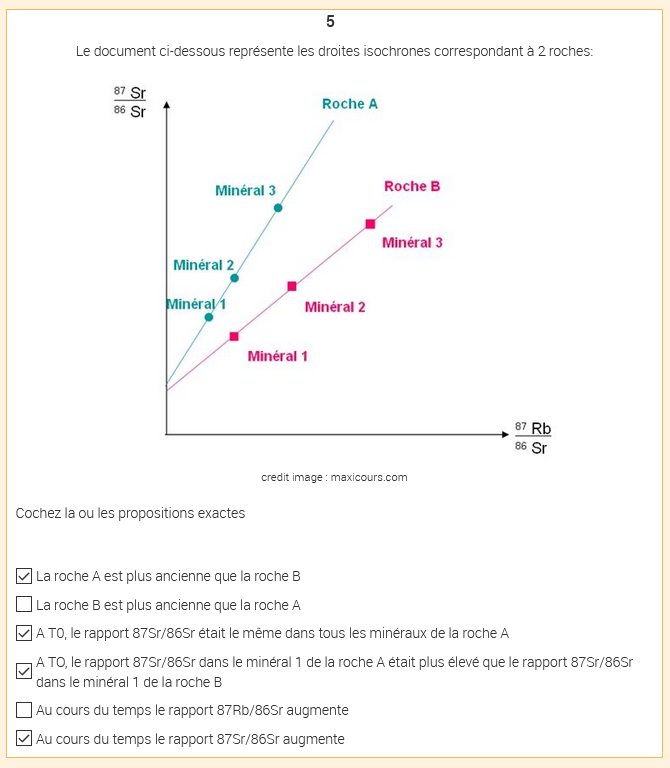 5
Le document ci-dessous représente les droites isochrones correspondant à 2 roches:
87 Sr
86 Sr
Roche A
Minéral 3
Roche B
Minéral 3
Minéral 2
Minéral 1
Minéral 2
Minéral 1
87 Rb
86 Sr
credit image : maxicours.com
Cochez la ou les propositions exactes
La roche A est plus ancienne que la roche B
La roche B est plus ancienne que la roche A
A T0, le rapport 87Sr/86Sr était le même dans tous les minéraux de la roche A
A TO, le rapport 87Sr/86Sr dans le minéral 1 de la roche A était plus élevé que le rapport 87Sr/86Sr
dans le minéral 1 de la roche B
Au cours du temps le rapport 87Rb/86Sr augmente
Au cours du temps le rapport 87Sr/86Sr augmente